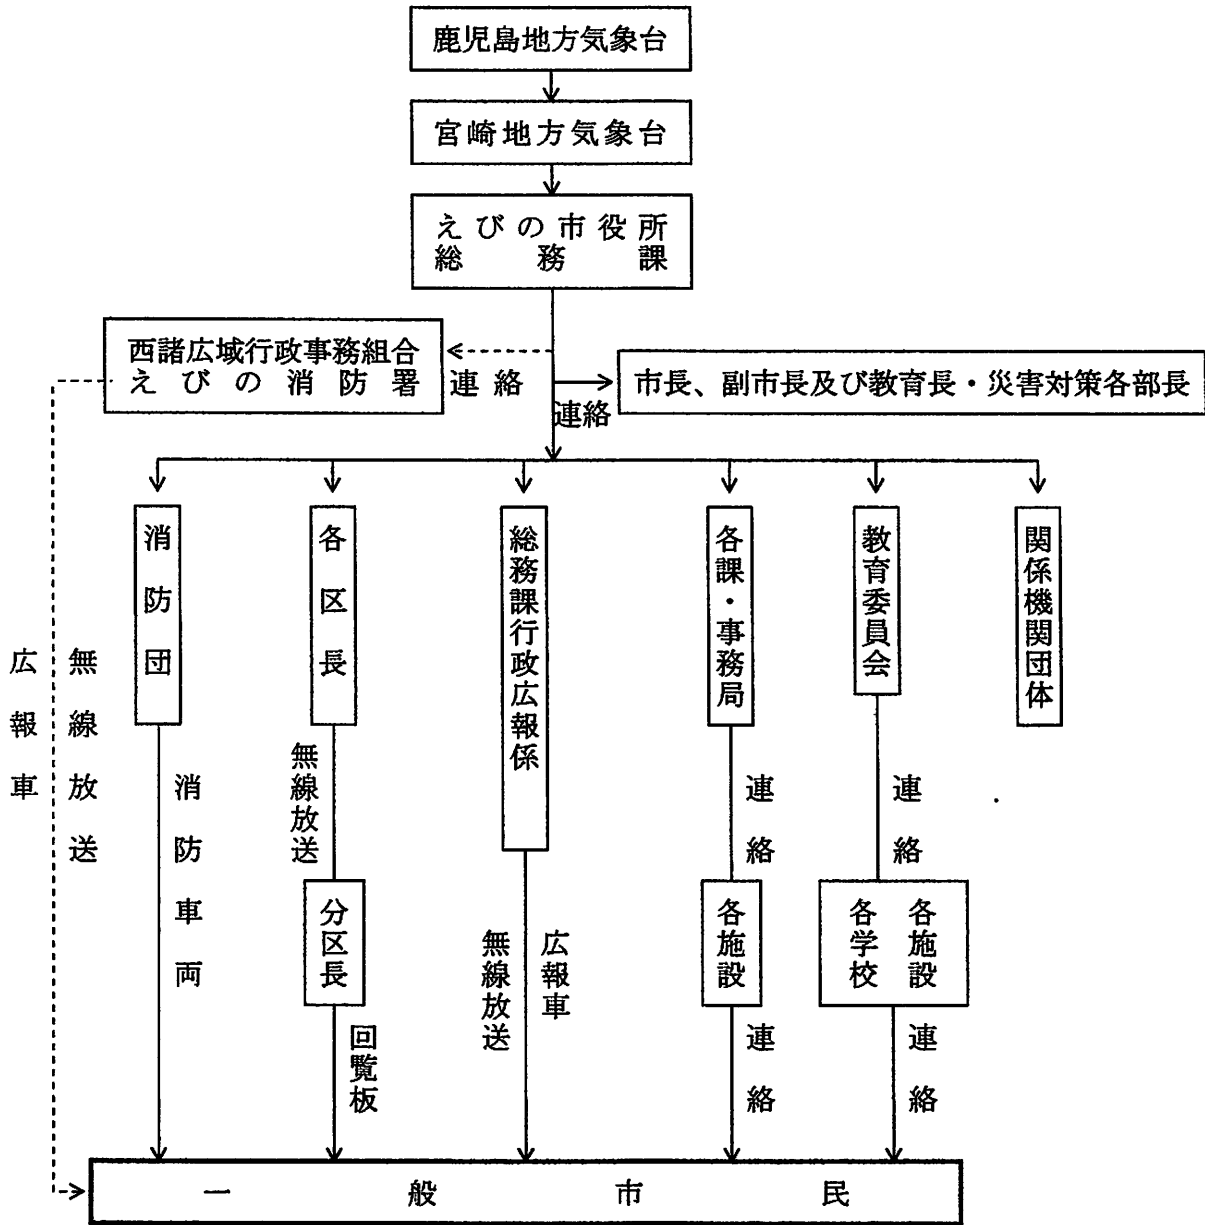 鹿児島地方気象台
宮崎地方気象台
えびの市役所
総務課
西諸広域行政事務組合
えびの消防署
連絡
市長、副市長及び教育長・災害対策各部長
連絡
消防団
各区長
総務課行政広報係
各課・事務局
教育委員会
関係機関団体
広報車
無線放送
消防車両
無線放送
連絡
連絡
分区長
各施設
各施設
各学校
無線放送
広報車
回覧板
連絡
連絡
一般市民